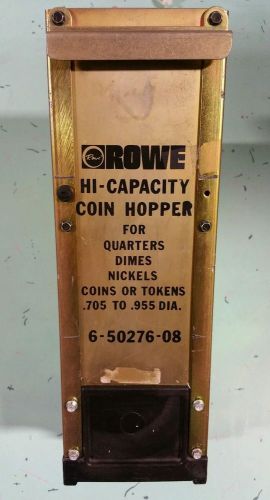 Rowe ROWE
HI-CAPACITY
COIN HOPPER
FOR
QUARTERS
DIMES
NICKELS
COINS OR TOKENS
.705 TO .955 DIA.
6-50276-08